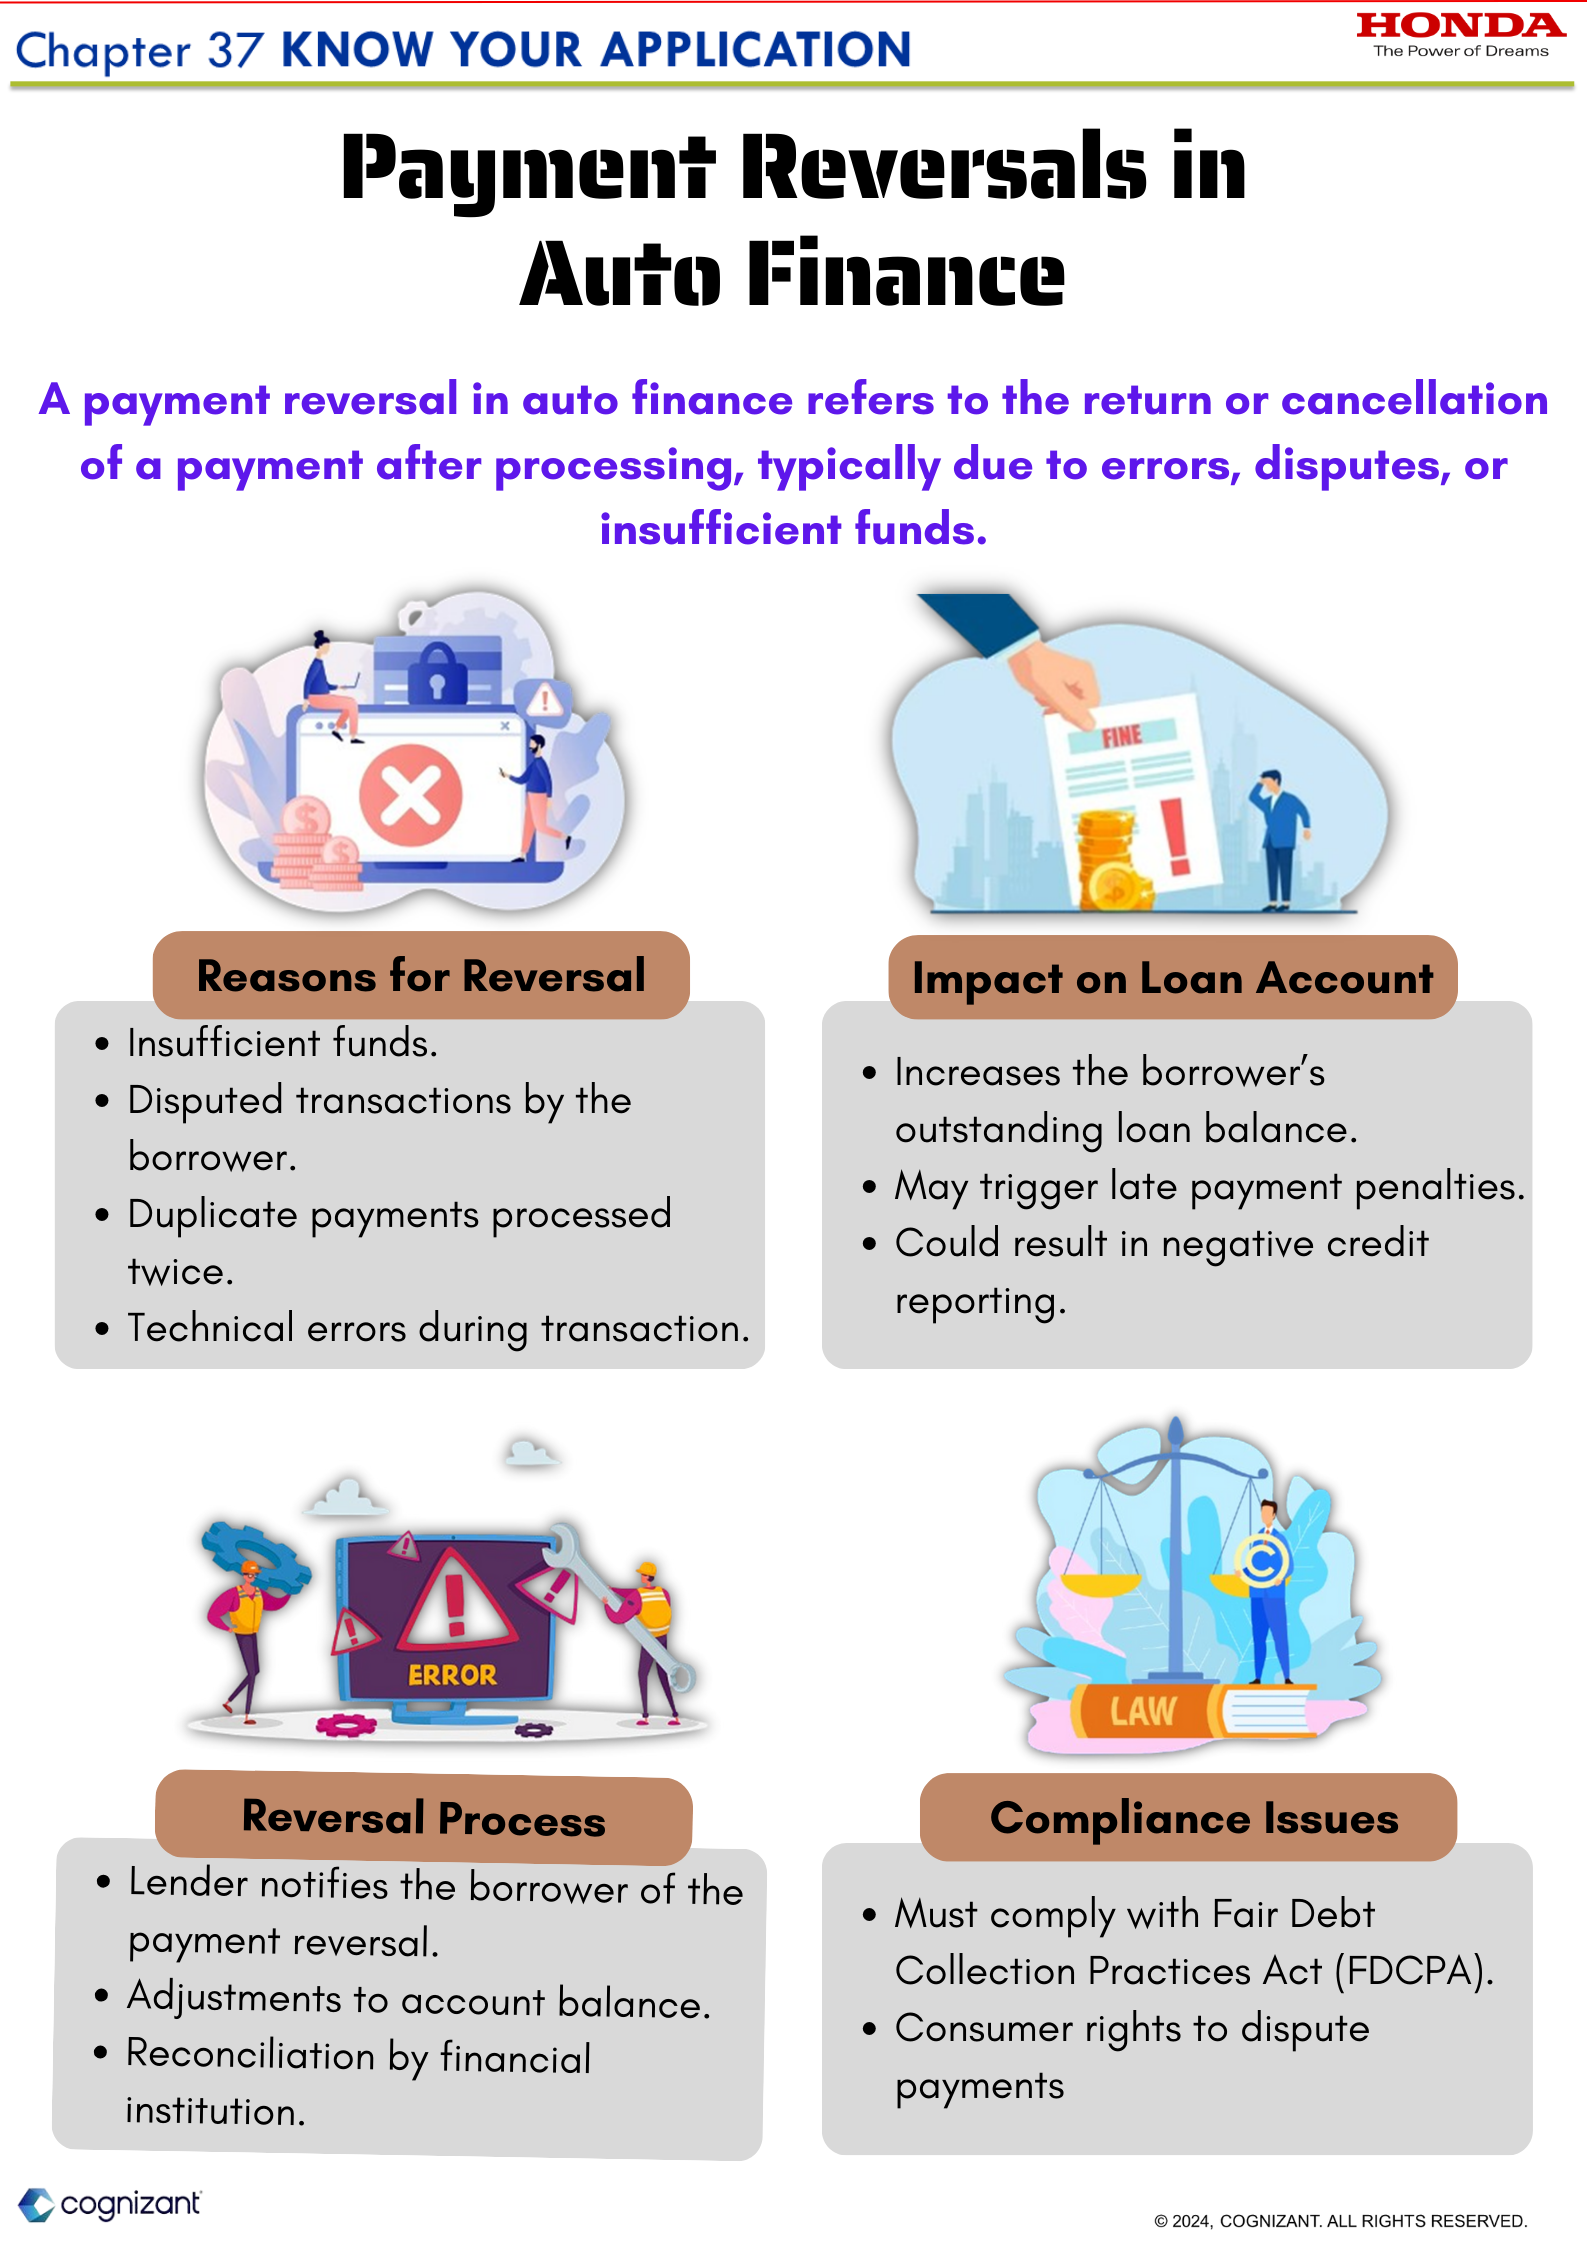 Chapter 37 KNOW YOUR APPLICATION
HONDA
The Power of Dreams
Payment Reversals in
Auto Finance
A payment reversal in auto finance refers to the return or cancellation
of a payment after processing, typically due to errors, disputes, or
insufficient funds.
FINE
Reasons for Reversal
• Insufficient funds.
• Disputed transactions by the
borrower.
• Duplicate payments processed
twice.
• Technical errors during transaction.
Impact on Loan Account
• Increases the borrower’s
outstanding loan balance.
• May trigger late payment penalties.
• Could result in negative credit
reporting.
ERROR
LAW
Reversal Process
• Lender notifies the borrower of the
payment reversal.
• Adjustments to account balance.
• Reconciliation by financial
institution.
Compliance Issues
• Must comply with Fair Debt
Collection Practices Act (FDCPA).
• Consumer rights to dispute
payments
cognizant
© 2024, COGNIZANT. ALL RIGHTS RESERVED.